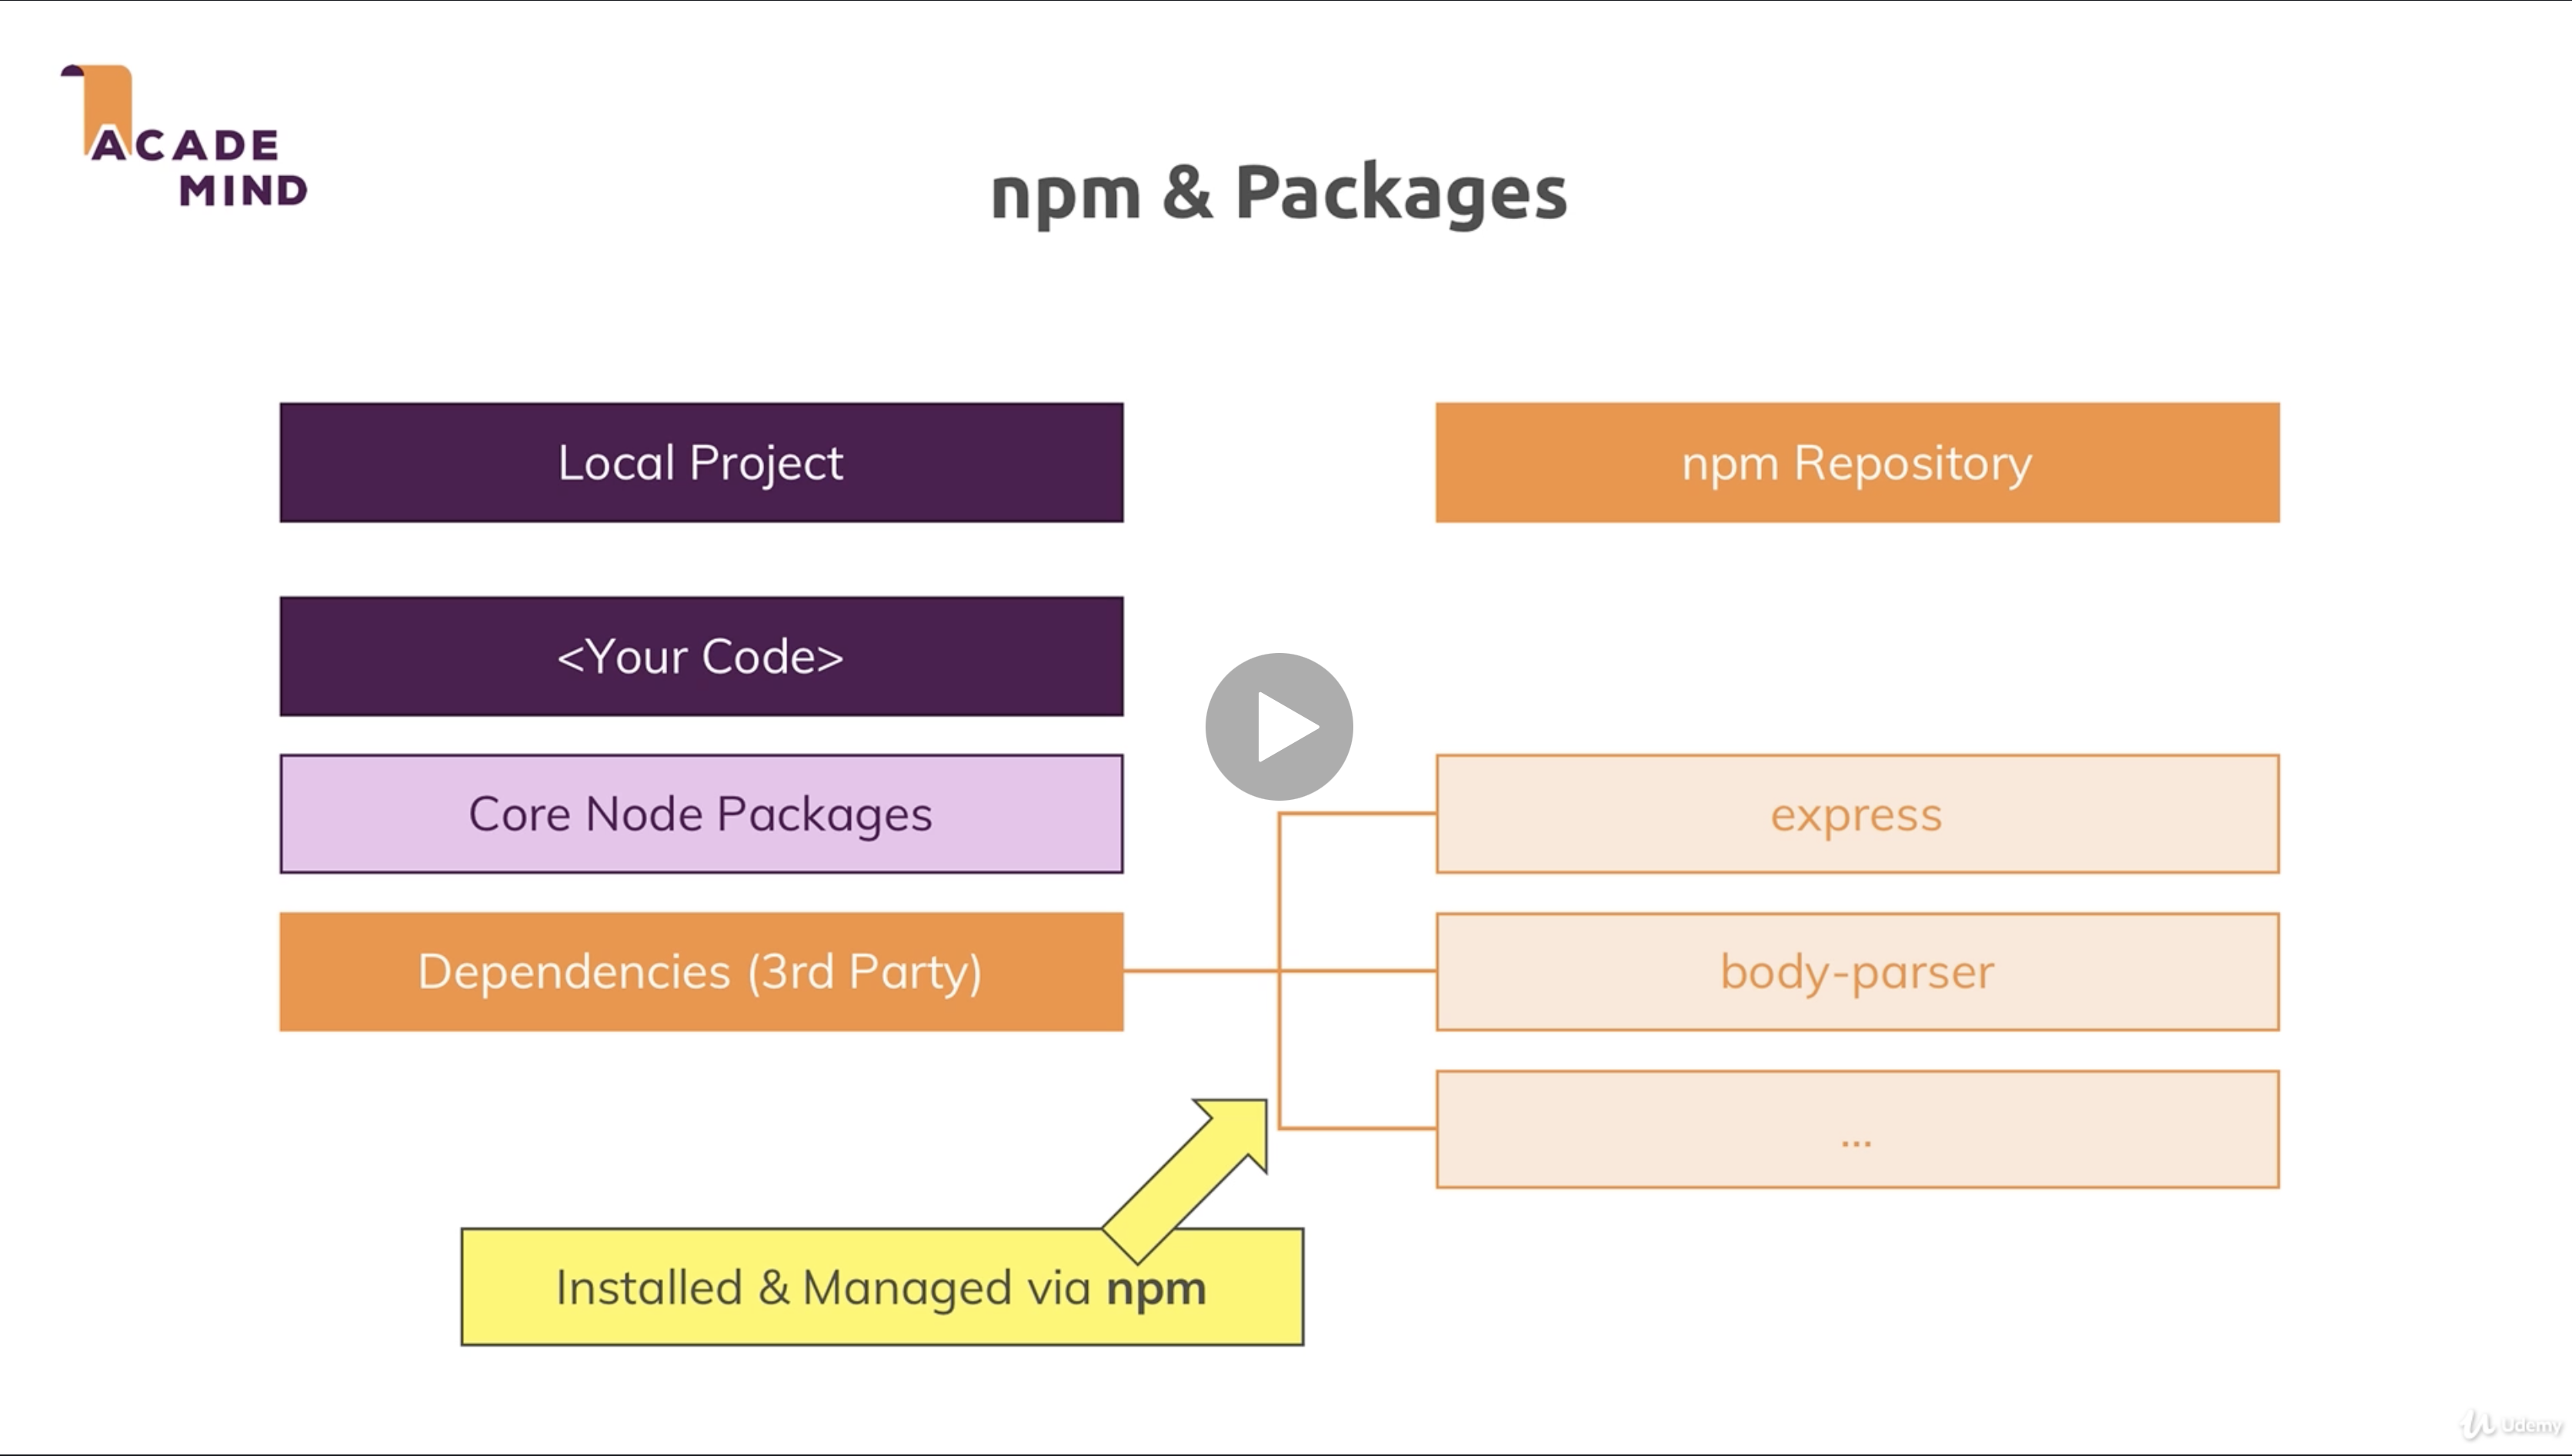 ACADE
MIND
npm & Packages
Local Project
npm Repository
<Your Code>
Core Node Packages
express
Dependencies (3rd Party)
body-parser
...
Installed & Managed via npm
Udemy